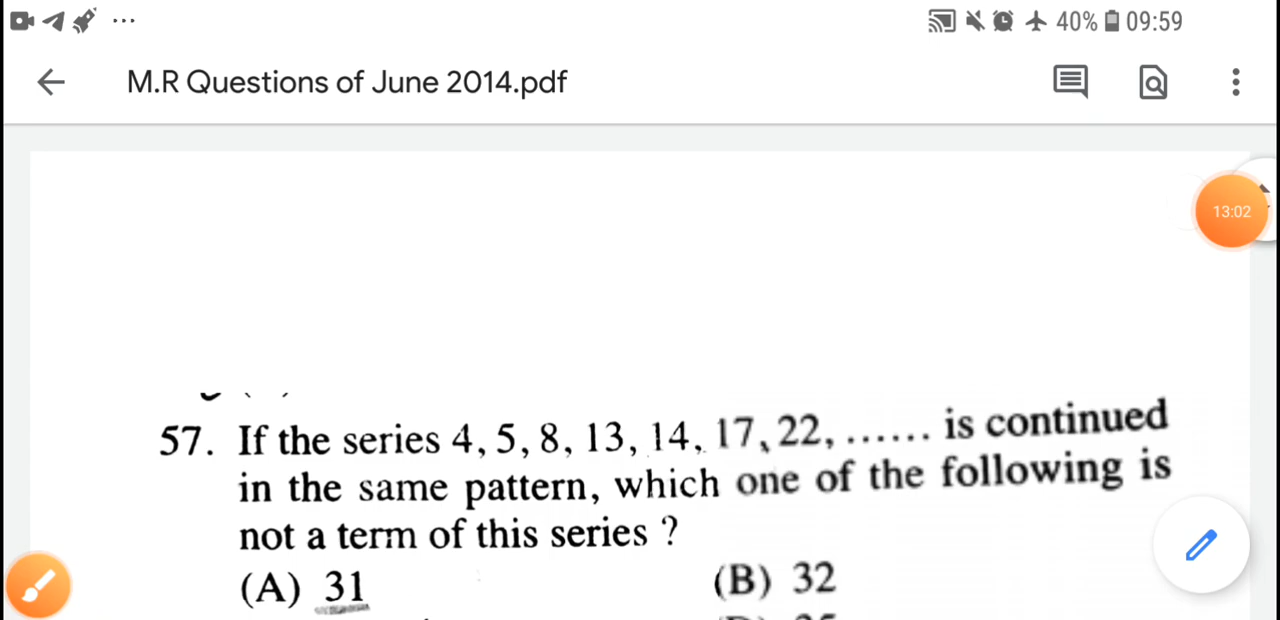 40% 09:59
M.R Questions of June 2014.pdf
13:02
57. If the series 4, 5, 8, 13, 14, 17, 22, ...... is continued
in the same pattern, which one of the following is
not a term of this series ?
(A) 31 (B) 32